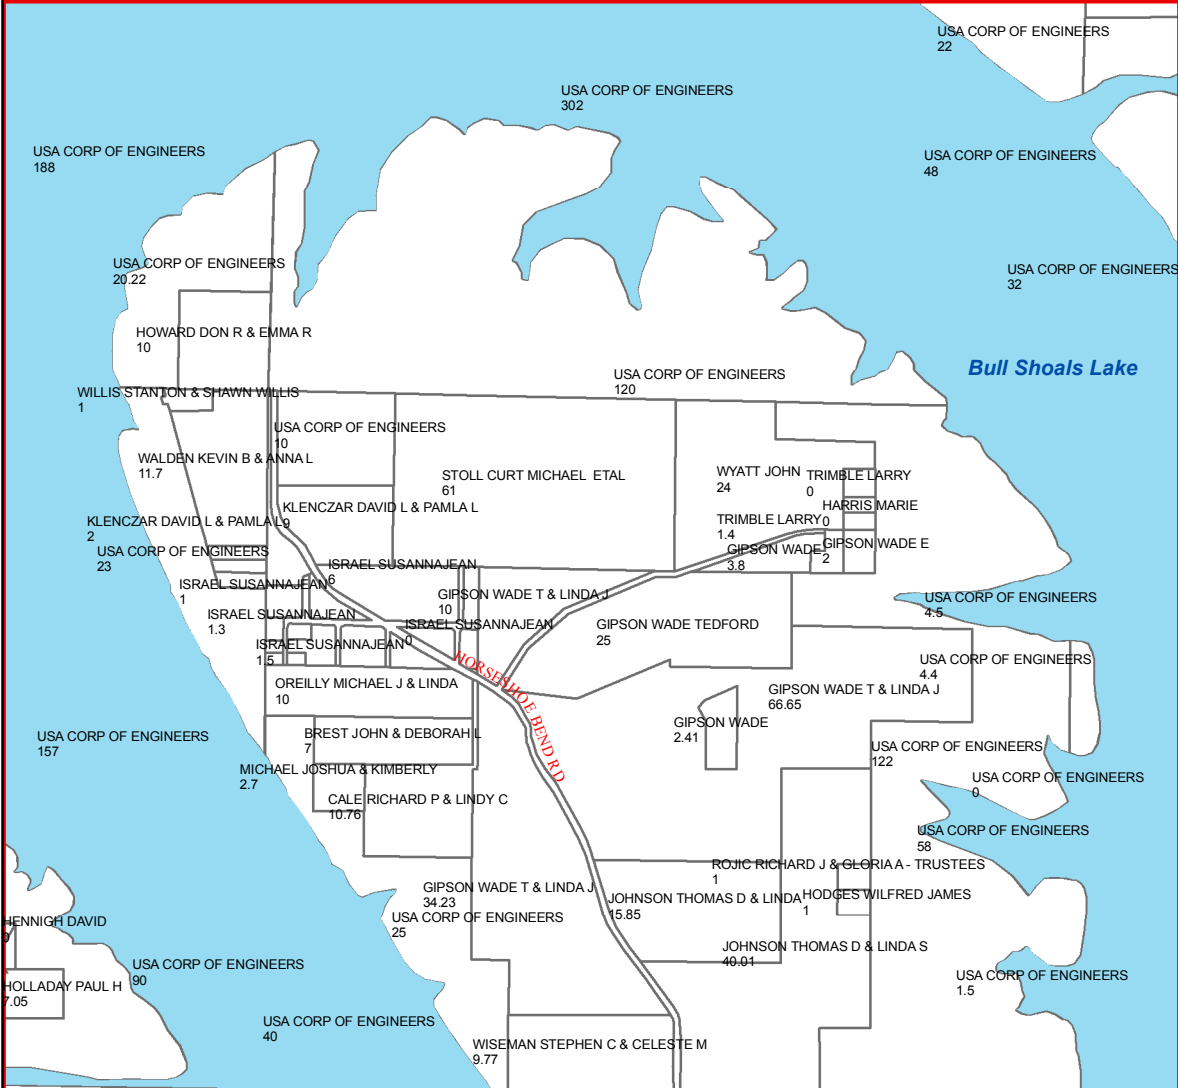 USA CORP OF ENGINEERS
22
USA CORP OF ENGINEERS
302
USA CORP OF ENGINEERS
188
USA CORP OF ENGINEERS
48
USA CORP OF ENGINEERS
20.22
USA CORP OF ENGINEERS
32
HOWARD DON R & EMMA R
10
Bull Shoals Lake
USA CORP OF ENGINEERS
120
WILLIS STANTON & SHAWN WILLIS
1
USA CORP OF ENGINEERS
10
WALDEN KEVIN B & ANNA L
11.7
STOLL CURT MICHAEL ETAL
61
WYATT JOHN
24
TRIMBLE LARRY
0
KLENCZAR DAVID L & PAMLA L
9
HARRIS MARIE
0
KLENCZAR DAVID L & PAMLA L
2
TRIMBLE LARRY
1.4
USA CORP OF ENGINEERS
23
GIPSON WADE
3.8
GIPSON WADE E
2
ISRAEL SUSANNAJEAN
6
ISRAEL SUSANNAJEAN
1
GIPSON WADE T & LINDA J
10
USA CORP OF ENGINEERS
4.5
ISRAEL SUSANNAJEAN
1.3
ISRAEL SUSANNAJEAN
0
GIPSON WADE TEDFORD
25
ISRAEL SUSANNAJEAN
1.5
HORSESHOE BEND RD
USA CORP OF ENGINEERS
4.4
OREILLY MICHAEL J & LINDA
10
GIPSON WADE T & LINDA J
66.65
GIPSON WADE
2.41
BREST JOHN & DEBORAH L
7
USA CORP OF ENGINEERS
157
USA CORP OF ENGINEERS
122
MICHAEL JOSHUA & KIMBERLY
2.7
USA CORP OF ENGINEERS
0
CALE RICHARD P & LINDY C
10.76
USA CORP OF ENGINEERS
58
ROJIC RICHARD J & GLORIA A - TRUSTEES
1
GIPSON WADE T & LINDA J
34.23
JOHNSON THOMAS D & LINDA
15.85
HODGES WILFRED JAMES
1
USA CORP OF ENGINEERS
25
HENNIGH DAVID
0
JOHNSON THOMAS D & LINDA S
40.01
USA CORP OF ENGINEERS
90
USA CORP OF ENGINEERS
1.5
HOLLADAY PAUL H
7.05
USA CORP OF ENGINEERS
40
WISEMAN STEPHEN C & CELESTE M
9.77